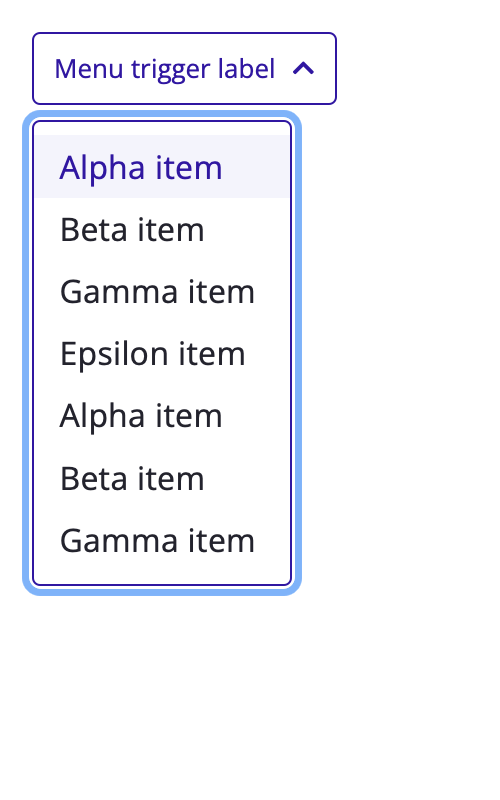 Menu trigger label
Alpha item
Beta item
Gamma item
Epsilon item
Alpha item
Beta item
Gamma item